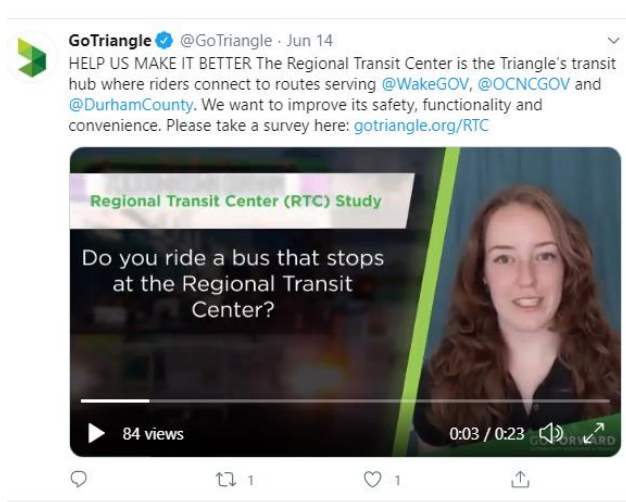 GoTriangle @GoTriangle · Jun 14
HELP US MAKE IT BETTER The Regional Transit Center is the Triangle's transit
hub where riders connect to routes serving @WakeGOV, @OCNCGOV and
@DurhamCounty. We want to improve its safety, functionality and
convenience. Please take a survey here: gotriangle.org/RTC
Regional Transit Center (RTC) Study
Do you ride a bus that stops
at the Regional Transit
Center?
84 views
0:03 / 0:23
GO FORWARD
1
1